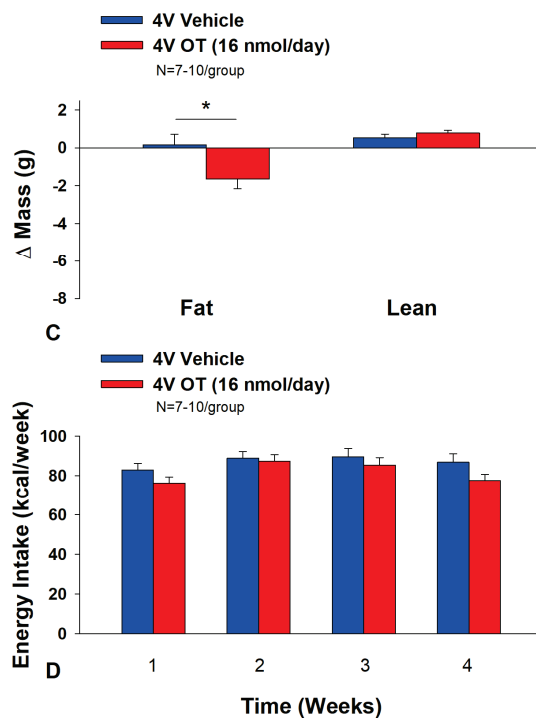 4V Vehicle
4V OT (16 nmol/day)
N=7-10/group
*
2
0
-2
-4
-6
-8
Δ Mass (g)
Fat Lean
C
4V Vehicle
4V OT (16 nmol/day)
N=7-10/group
100
80
60
40
20
0
Energy Intake (kcal/week)
1 2 3 4
D
Time (Weeks)